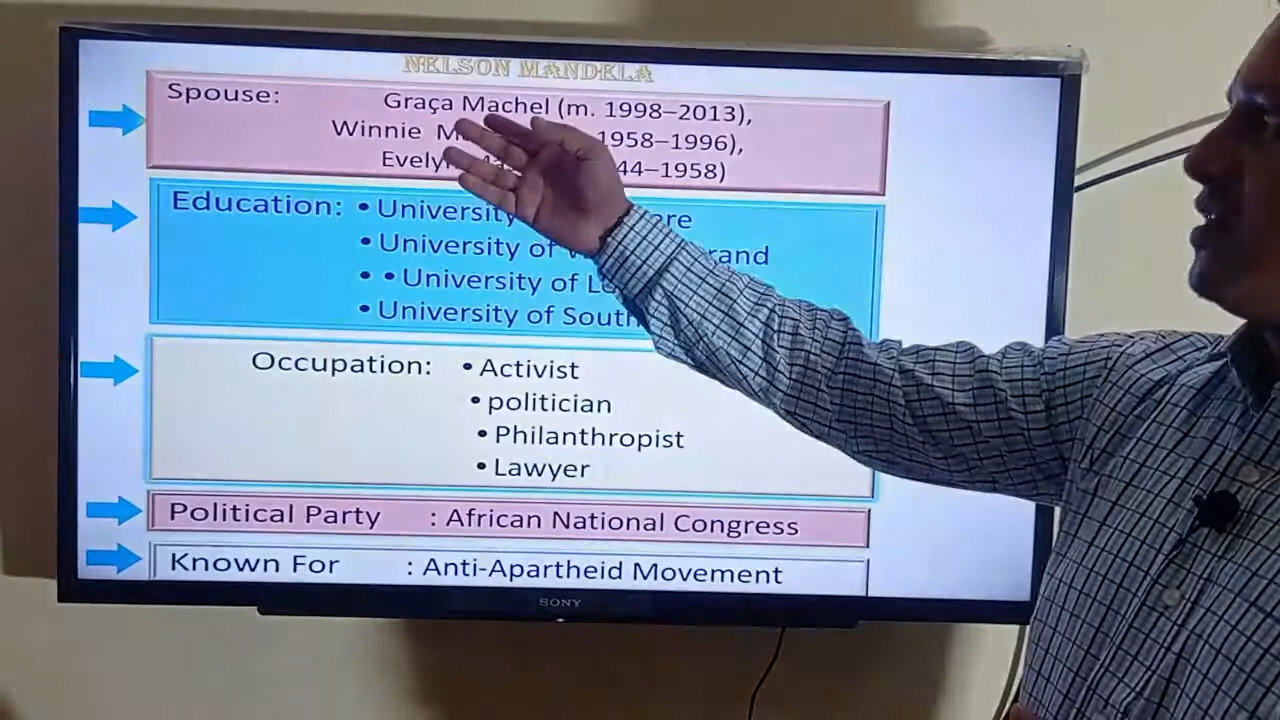 NELSON MANDELA
Spouse: Graça Machel (m. 1998–2013),
Winnie 1958–1996),
44–1958)
Education: • University
• University of
• • University of
• University of South
Occupation: • Activist
• politician
• Philanthropist
• Lawyer
Political Party : African National Congress
Known For : Anti-Apartheid Movement
SONY